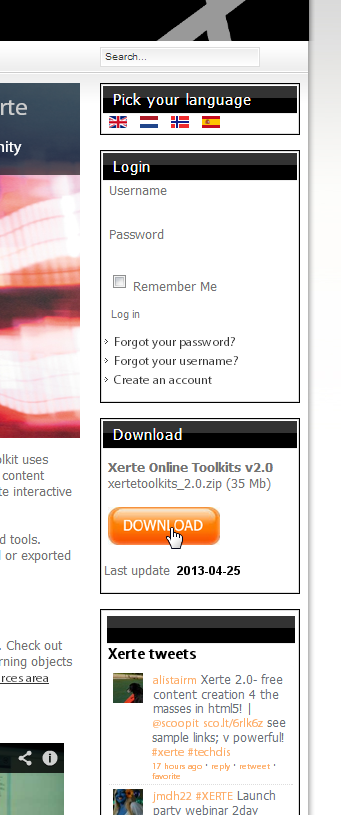 Search...
erte
nity
Pick your language
Login
Username
Password
Remember Me
Log in
Forgot your password?
Forgot your username?
Create an account
Download
Xerte Online Toolkits v2.0
xertetoolkits_2.0.zip (35 Mb)
DOWNLOAD
Last update 2013-04-25
olkit uses
content
te interactive
d tools.
l or exported
. Check out
rning objects
rces area
Xerte tweets
alistairm Xerte 2.0- free
content creation 4 the
masses in html5! |
@scoopit sco.lt/6rlk6z see
sample links; v powerful!
#xerte #techdis
17 hours ago · reply · retweet ·
favorite
jmdh22 #XERTE Launch
party webinar 2day